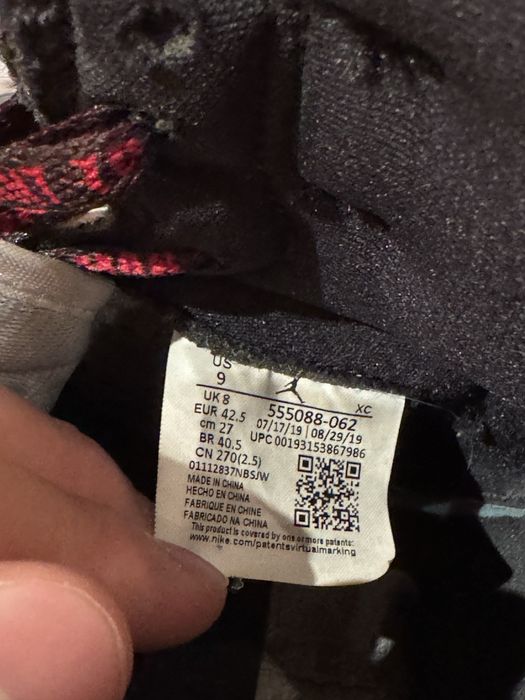 US
9
UK 8
EUR 42.5
cm 27
BR 40.5
CN 270(2.5)
XC
555088-062
07/17/19 | 08/29/19
UPC 00193153867986
01112837NBSJW
MADE IN CHINA
HECHO EN CHINA
FABRIQUE EN CHINE
FABRICADO NA CHINA
This product is covered by one or more patents:
www.nike.com/patentsvirtualmarking